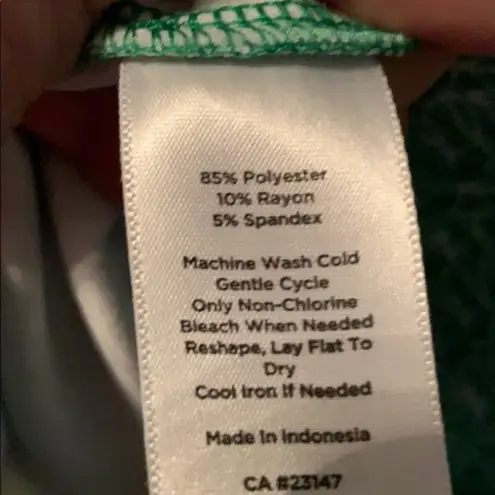 85% Polyester
10% Rayon
5% Spandex
Machine Wash Cold
Gentle Cycle
Only Non-Chlorine
Bleach When Needed
Reshape, Lay Flat To
Dry
Cool Iron If Needed
Made In Indonesia
CA #23147